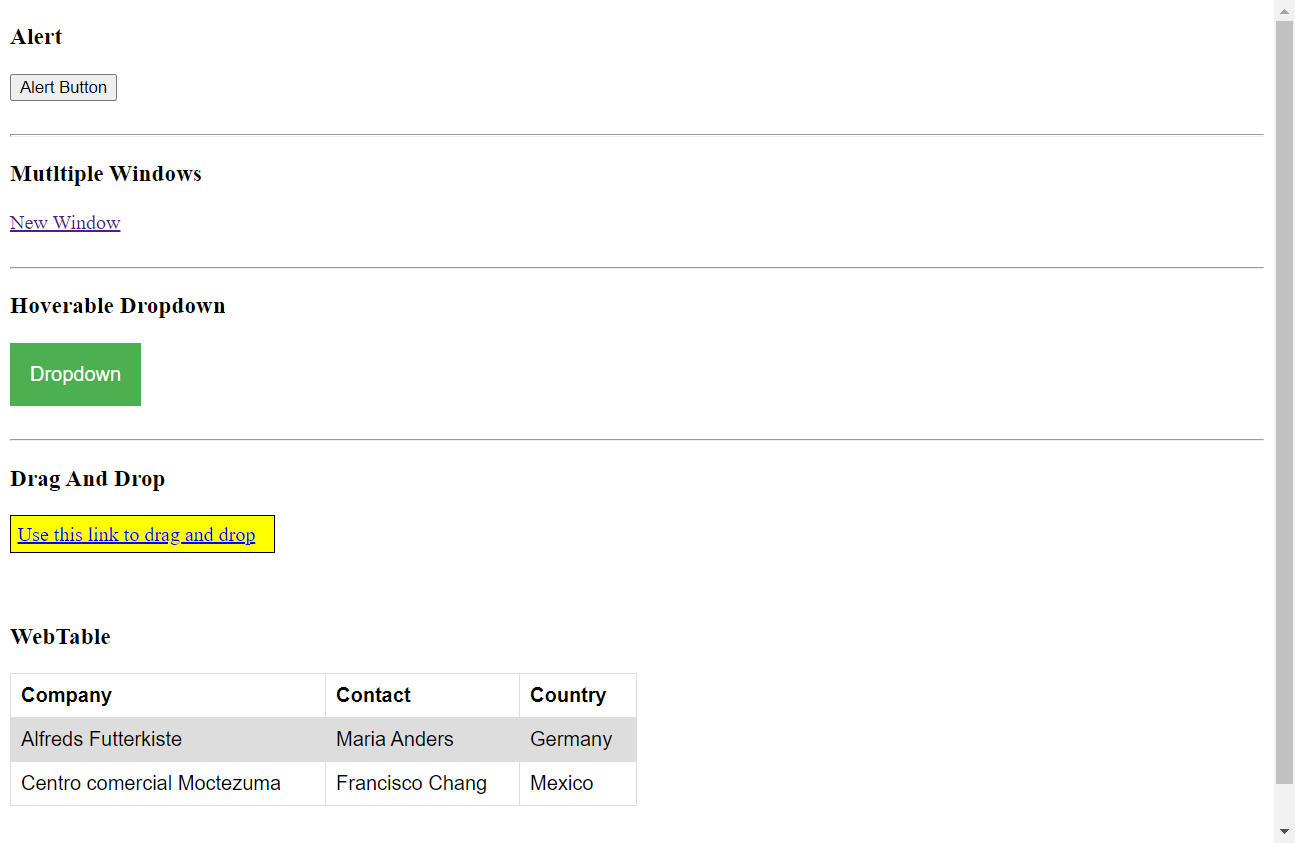 Alert
Alert Button
Mutltiple Windows
New Window
Hoverable Dropdown
Dropdown
Drag And Drop
Use this link to drag and drop
WebTable
Company Contact Country
Alfreds Futterkiste Maria Anders Germany
Centro comercial Moctezuma Francisco Chang Mexico